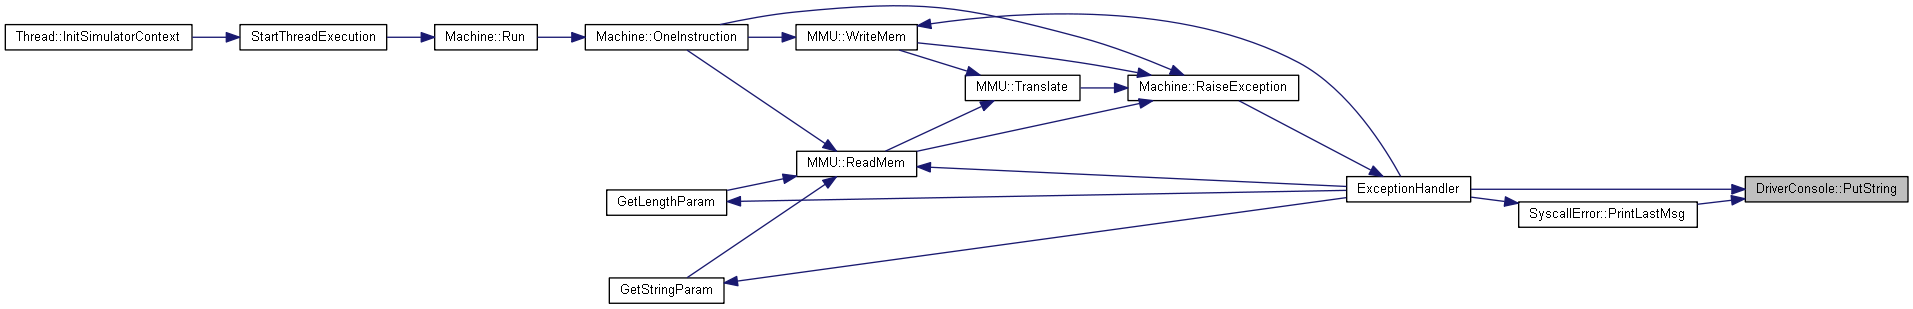 Thread::InitSimulatorContext
StartThreadExecution
Machine::Run
Machine::OneInstruction
MMU::WriteMem
MMU::Translate
Machine::RaiseException
MMU::ReadMem
GetLengthParam
GetStringParam
ExceptionHandler
SyscallError::PrintLastMsg
DriverConsole::PutString